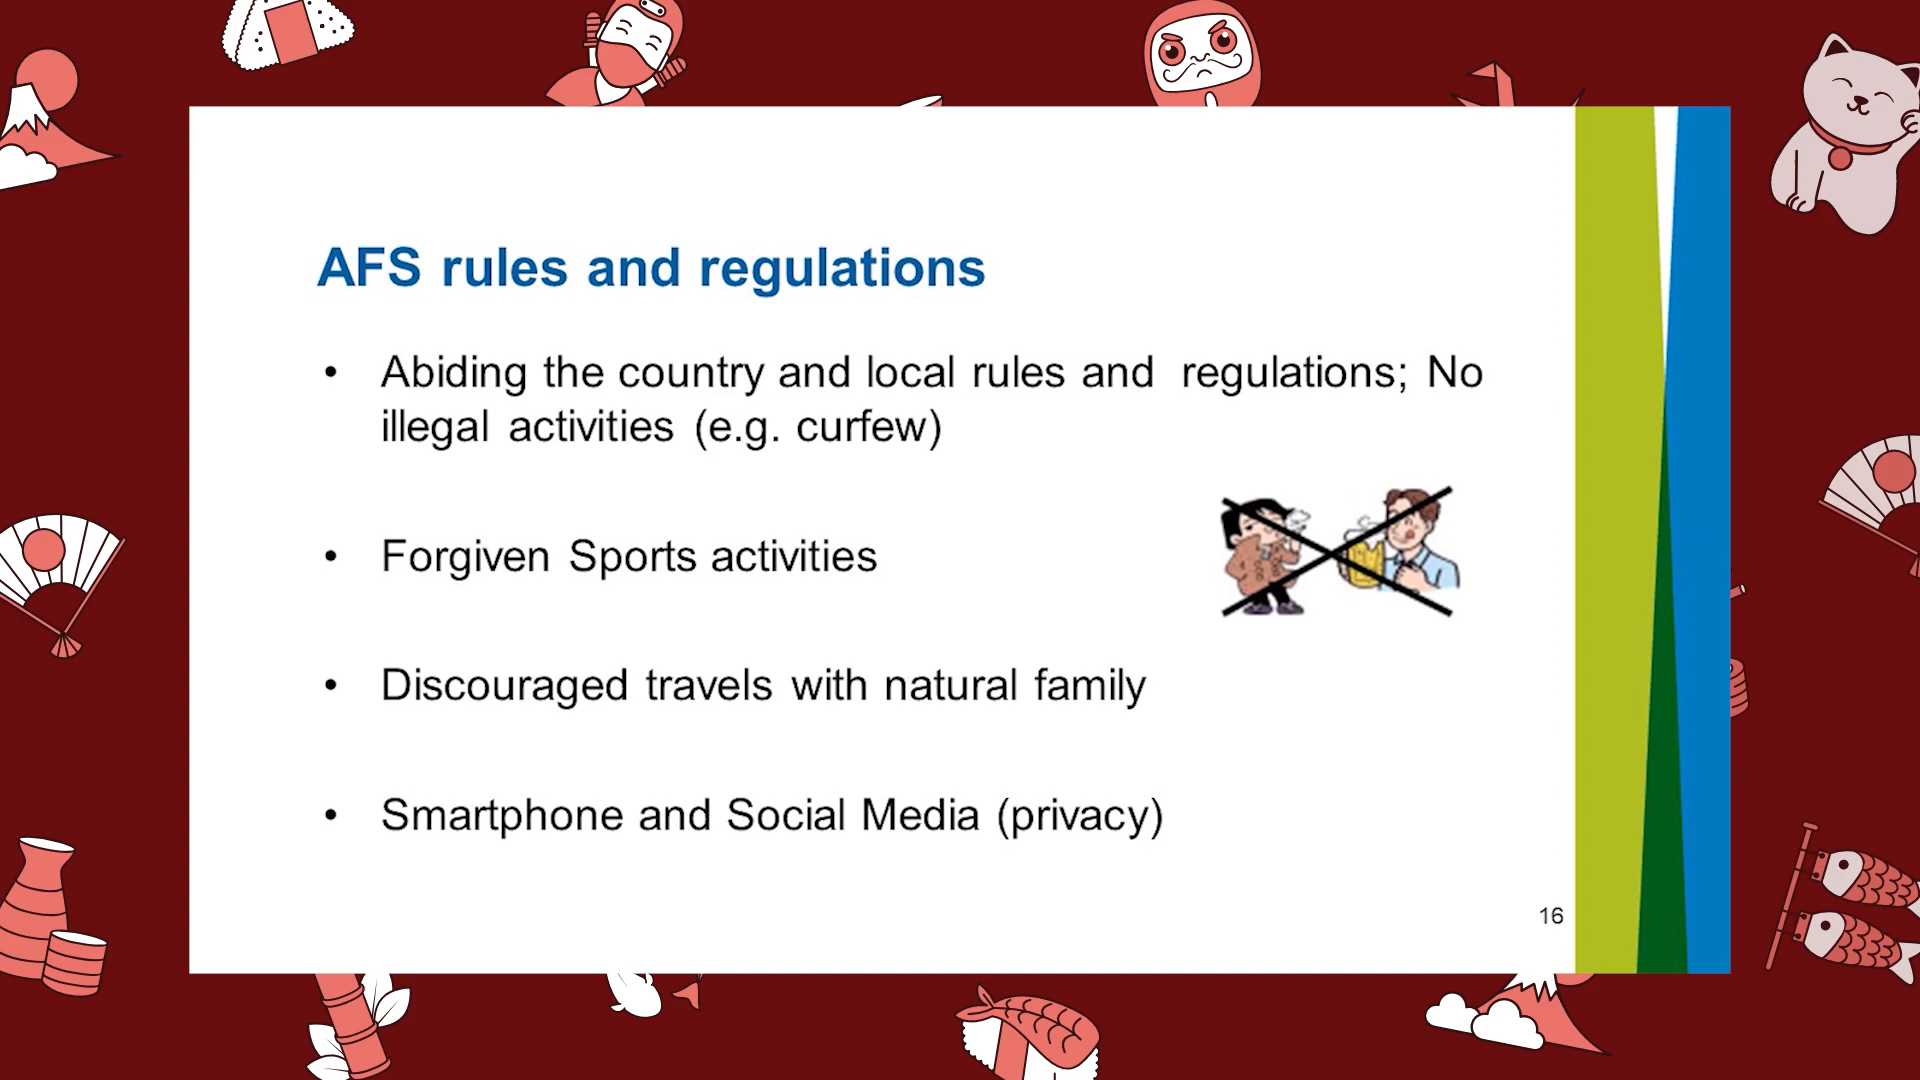 AFS rules and regulations
• Abiding the country and local rules and regulations; No
illegal activities (e.g. curfew)
• Forgiven Sports activities
• Discouraged travels with natural family
• Smartphone and Social Media (privacy)
16